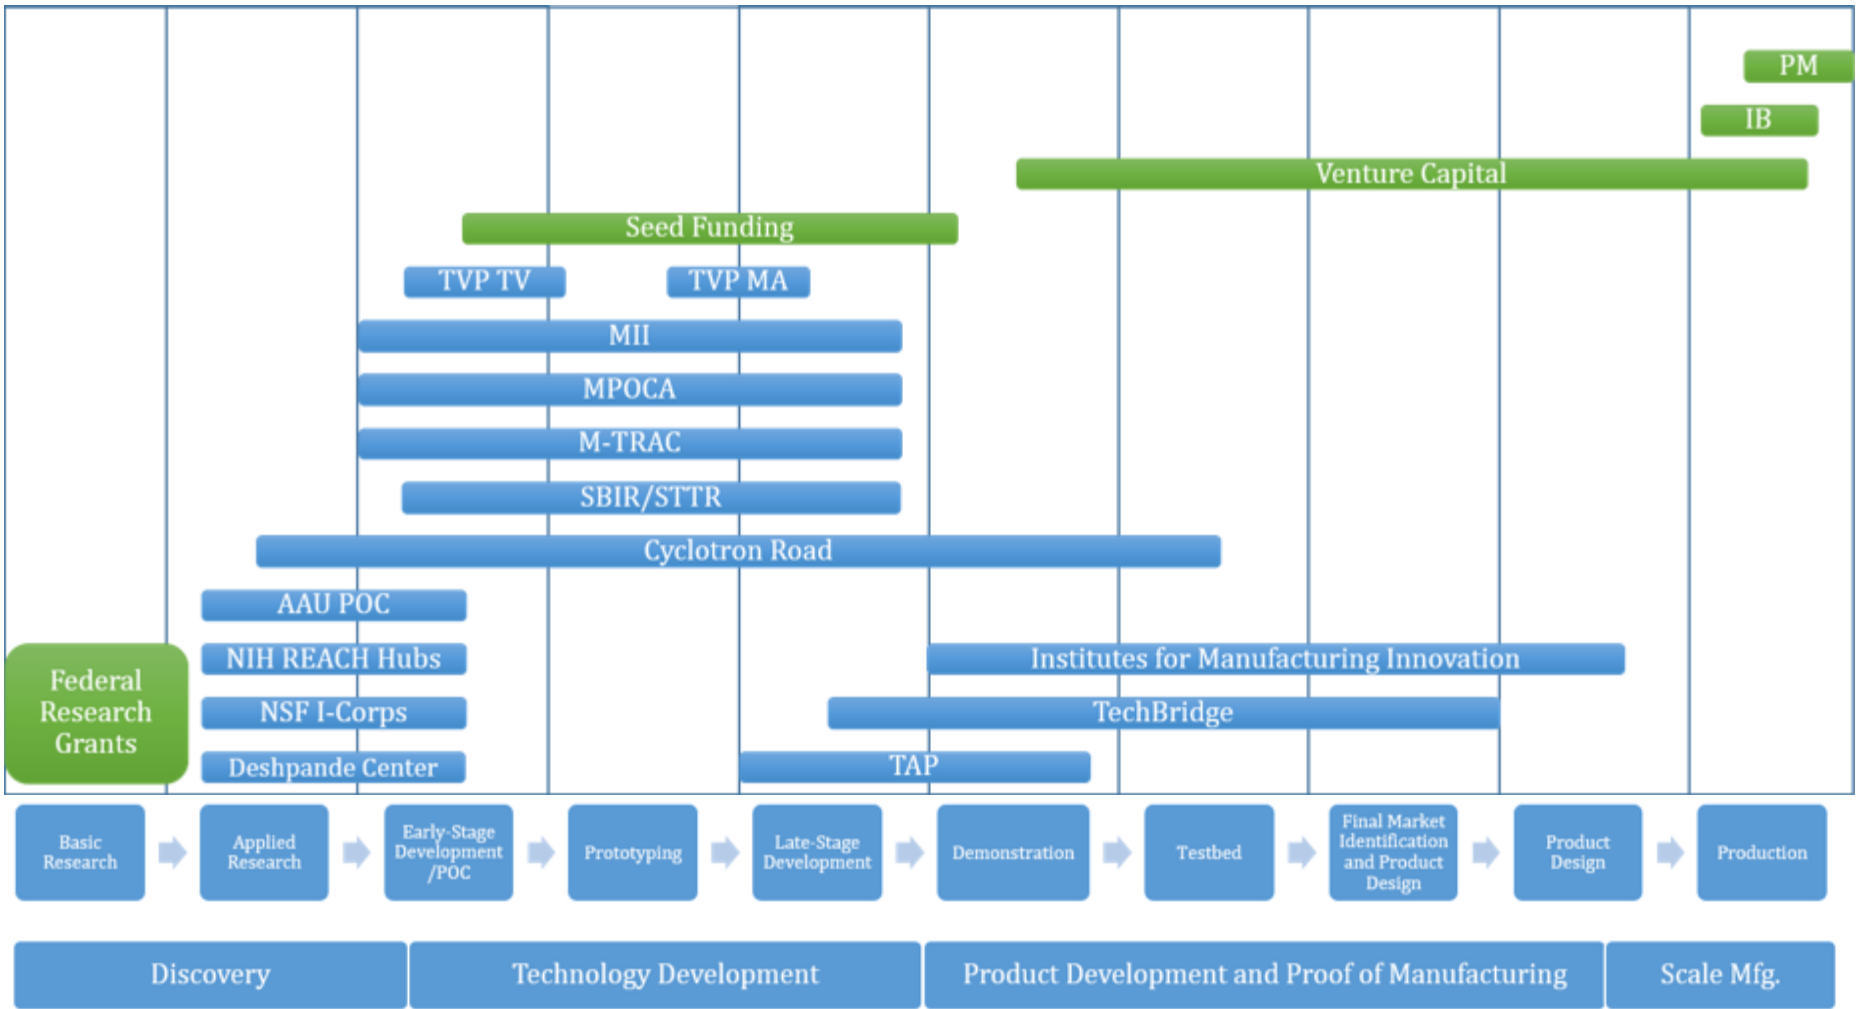 PM
IB
Venture Capital
Seed Funding
TVP TV
TVP MA
MII
MPOCA
M-TRAC
SBIR/STTR
Cyclotron Road
AAU POC
NIH REACH Hubs
Institutes for Manufacturing Innovation
Federal
Research
Grants
NSF I-Corps
TechBridge
Deshpande Center
TAP
Basic
Research
Applied
Research
Early-Stage
Development
/POC
Prototyping
Late-Stage
Development
Demonstration
Testbed
Final Market
Identification
and Product
Design
Product
Design
Production
Discovery
Technology Development
Product Development and Proof of Manufacturing
Scale Mfg.